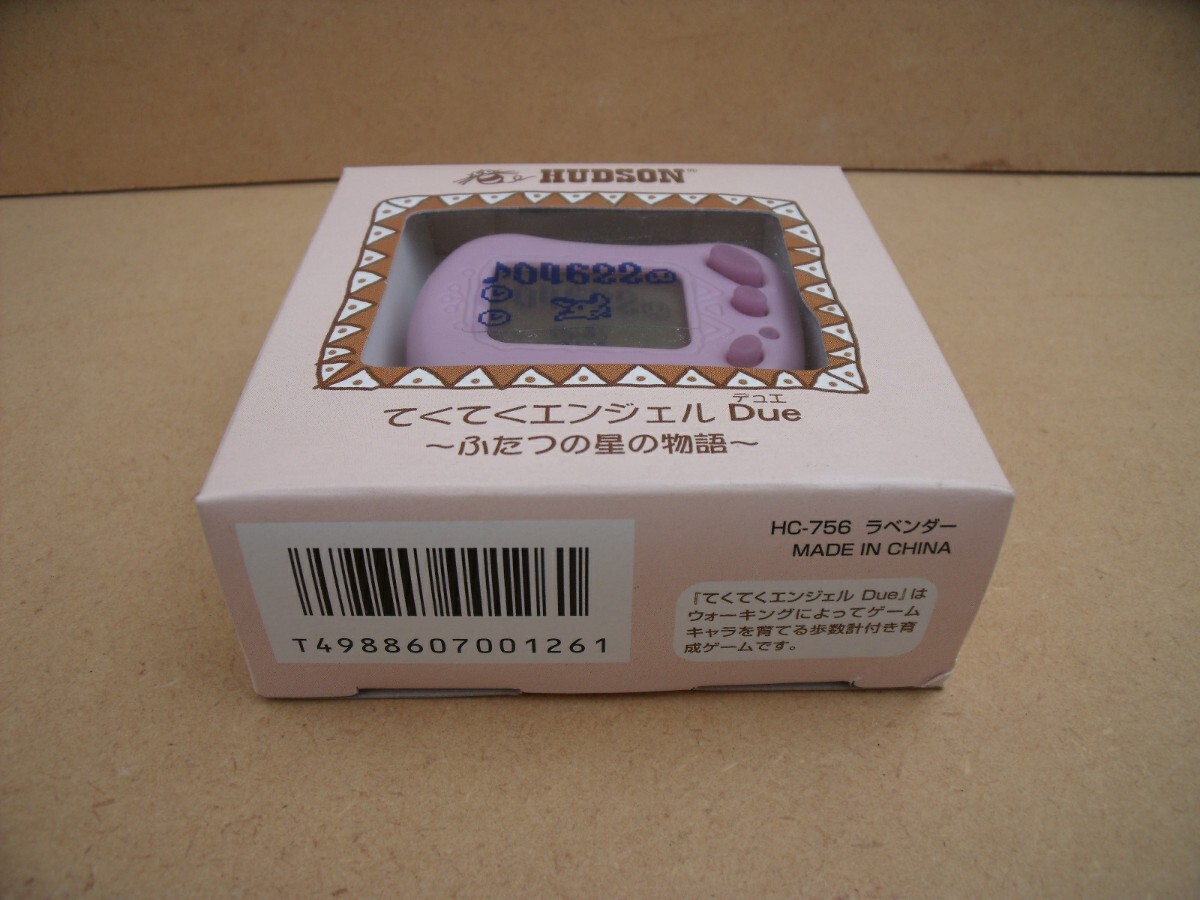 HUDSON®
04622
デュエ
てくてくエンジェル Due
~ふたつの星の物語~
HC-756 ラベンダー
MADE IN CHINA
T4988607001261
『てくてくエンジェル Due』は
ウォーキングによってゲーム
キャラを育てる歩数計付き育
成ゲームです。